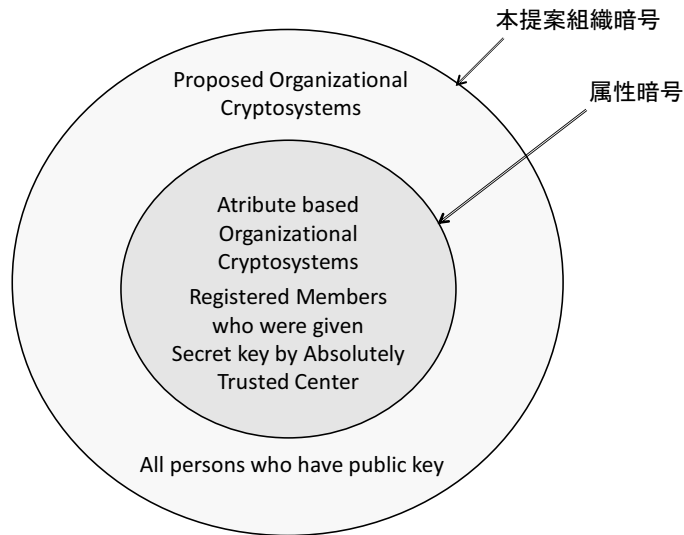 本提案組織暗号
属性暗号
Proposed Organizational
Cryptosystems
Atribute based
Organizational
Cryptosystems
Registered Members
who were given
Secret key by Absolutely
Trusted Center
All persons who have public key